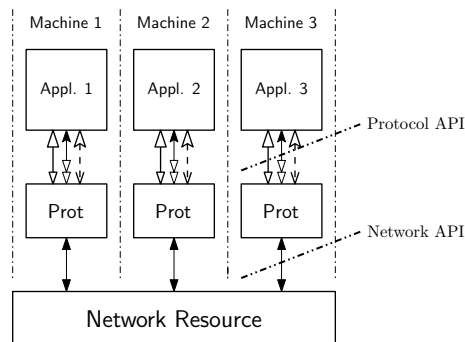 Machine 1 Machine 2 Machine 3
Appl. 1 Appl. 2 Appl. 3
Protocol API
Prot Prot Prot
Network API
Network Resource